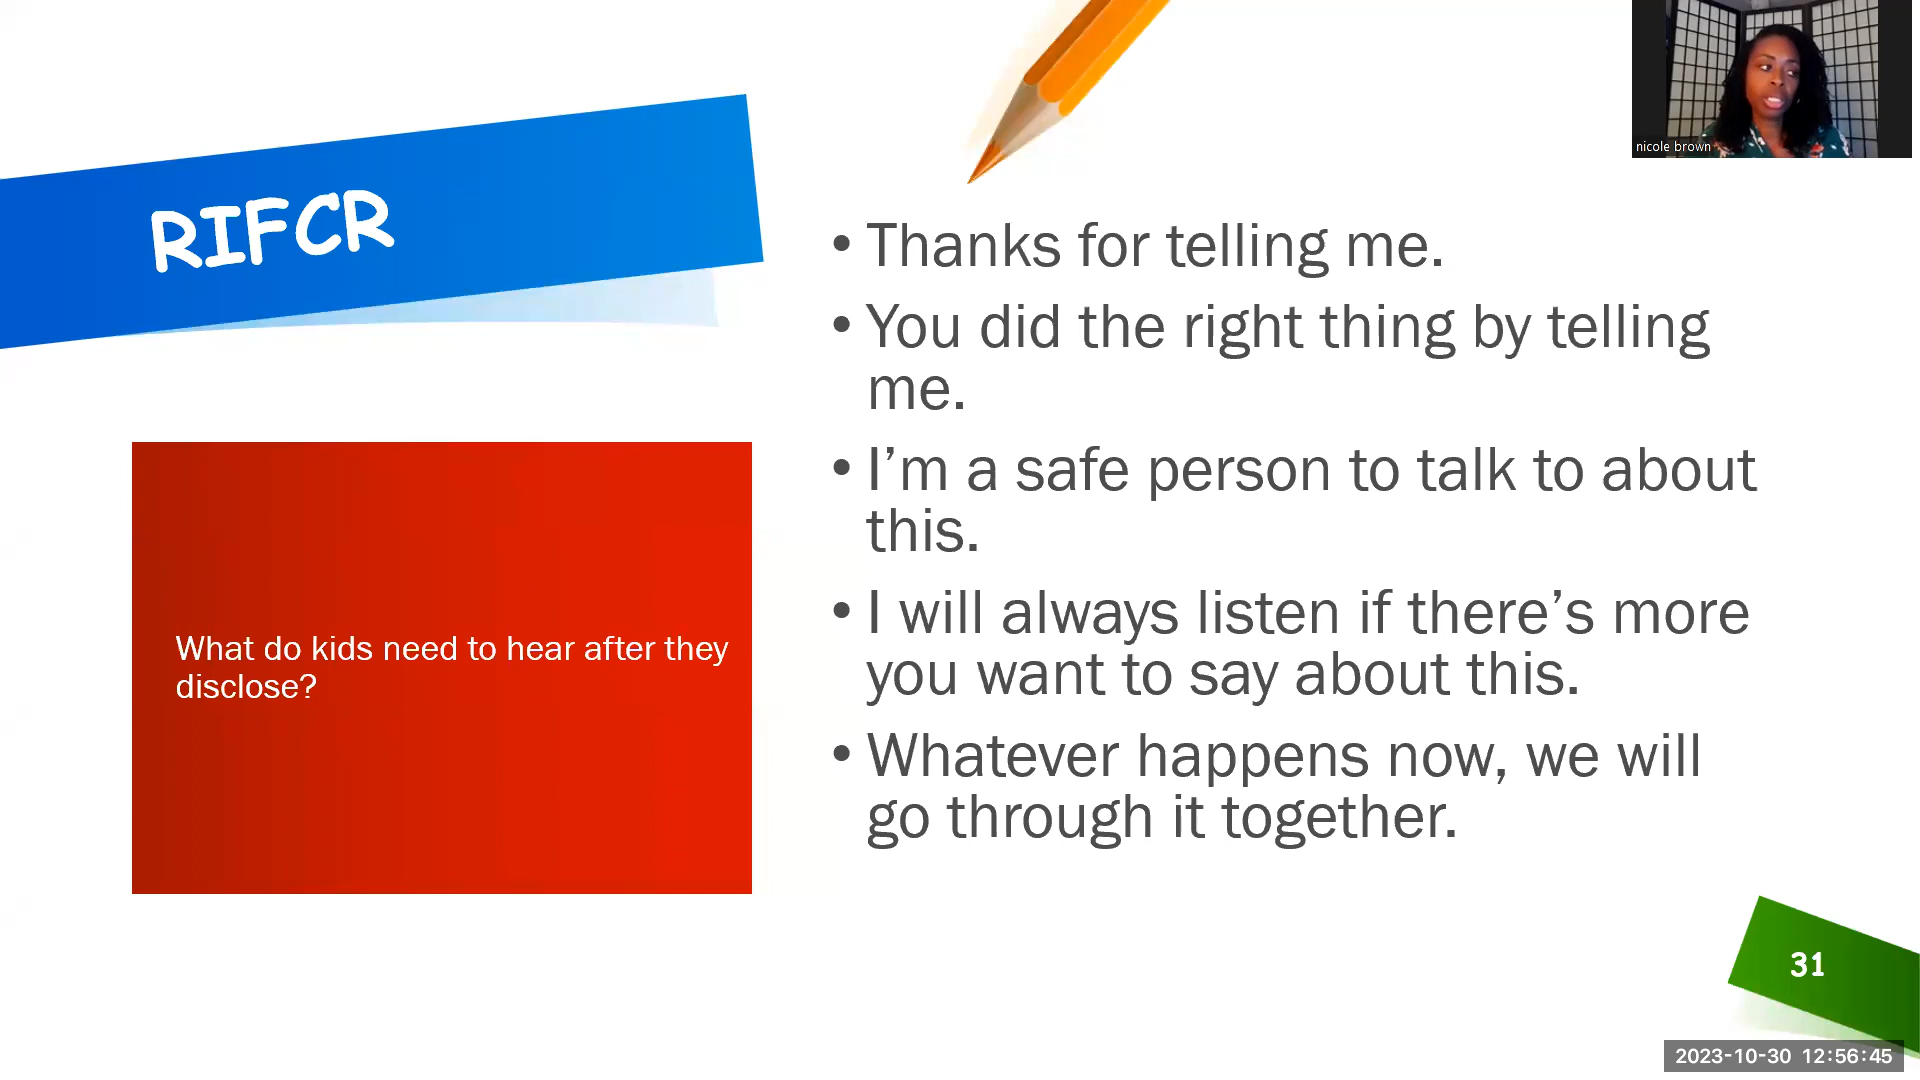 nicole brown
RIFCR
• Thanks for telling me.
• You did the right thing by telling
me.
• I’m a safe person to talk to about
this.
• I will always listen if there’s more
you want to say about this.
• Whatever happens now, we will
go through it together.
What do kids need to hear after they
disclose?
31
2023-10-30 12:56:45